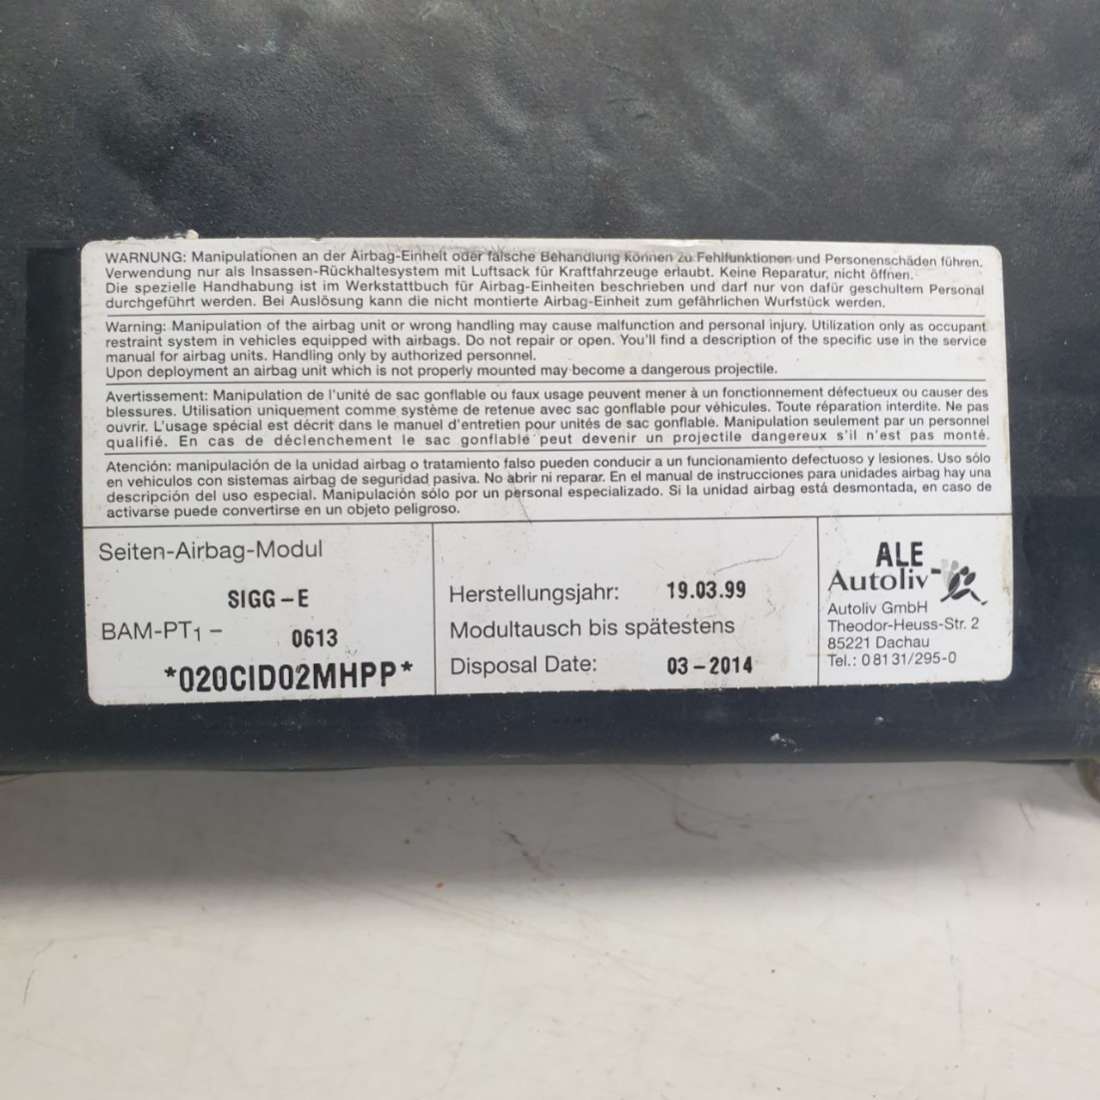 WARNUNG: Manipulationen an der Airbag-Einheit oder falsche Behandlung können zu Fehlfunktionen und Personenschäden führen.
Verwendung nur als Insassen-Rückhaltesystem mit Luftsack für Kraftfahrzeuge erlaubt. Keine Reparatur, nicht öffnen.
Die spezielle Handhabung ist im Werkstattbuch für Airbag-Einheiten beschrieben und darf nur von dafür geschultem Personal
durchgeführt werden. Bei Auslösung kann die nicht montierte Airbag-Einheit zum gefährlichen Wurfstück werden.
Warning: Manipulation of the airbag unit or wrong handling may cause malfunction and personal injury. Utilization only as occupant
restraint system in vehicles equipped with airbags. Do not repair or open. You'll find a description of the specific use in the service
manual for airbag units. Handling only by authorized personnel.
Upon deployment an airbag unit which is not properly mounted may become a dangerous projectile.
Avertissement: Manipulation de l'unité de sac gonflable ou faux usage peuvent mener à un fonctionnement défectueux ou causer des
blessures. Utilisation uniquement comme système de retenue avec sac gonflable pour véhicules. Toute réparation interdite. Ne pas
ouvrir. L'usage spécial est décrit dans le manuel d'entretien pour unités de sac gonflable. Manipulation seulement par un personnel
qualifié. En cas de déclenchement le sac gonflable peut devenir un projectile dangereux s'il n'est pas monté.
Atención: manipulación de la unidad airbag o tratamiento falso pueden conducir a un funcionamiento defectuoso y lesiones. Uso sólo
en vehiculos con sistemas airbag de seguridad pasiva. No abrir ni reparar. En el manual de instrucciones para unidades airbag hay una
descripción del uso especial. Manipulación sólo por un personal especializado. Si la unidad airbag está desmontada, en caso de
activarse puede convertirse en un objeto peligroso.
Seiten-Airbag-Modul
SIGG-E
BAM-PT1- 0613
*020CID02MHPP*
Herstellungsjahr: 19.03.99
Modultausch bis spätestens
Disposal Date: 03-2014
ALE
Autoliv
Autoliv GmbH
Theodor-Heuss-Str. 2
85221 Dachau
Tel.: 0 81 31/295-0